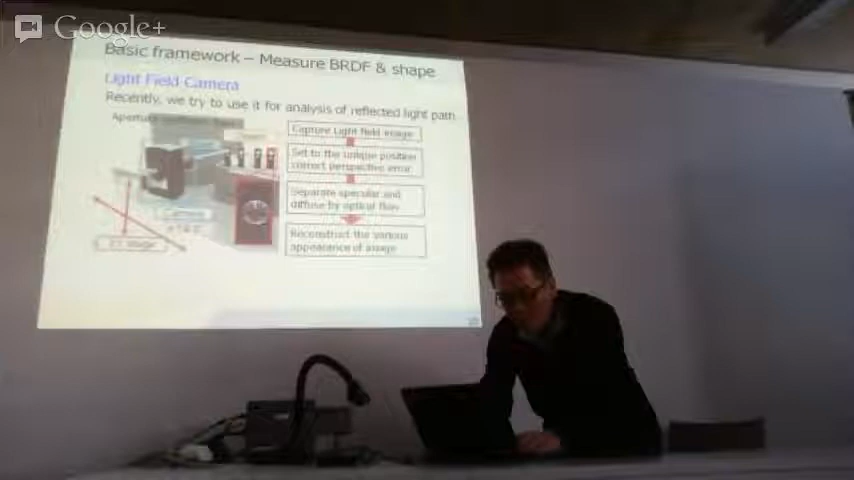 Google+
Basic framework – Measure BRDF & shape
Light Field Camera
Recently, we try to use it for analysis of reflected light path
Aperture
Capture Light field image
Set to the unique position
correct perspective error
Separate specular and
diffuse by optical flow
Camera
Reconstruct the various
appearance of image